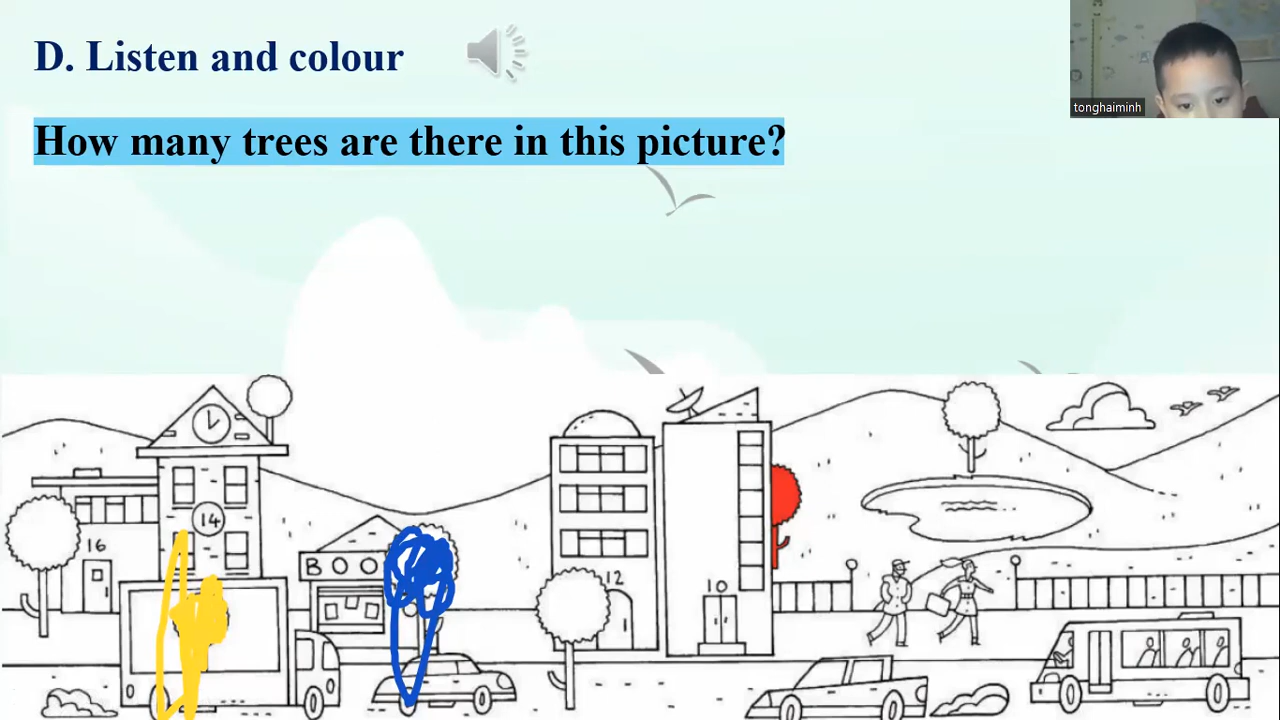 D. Listen and colour
tonghaiminh
How many trees are there in this picture?
14
16
BOO
12
10